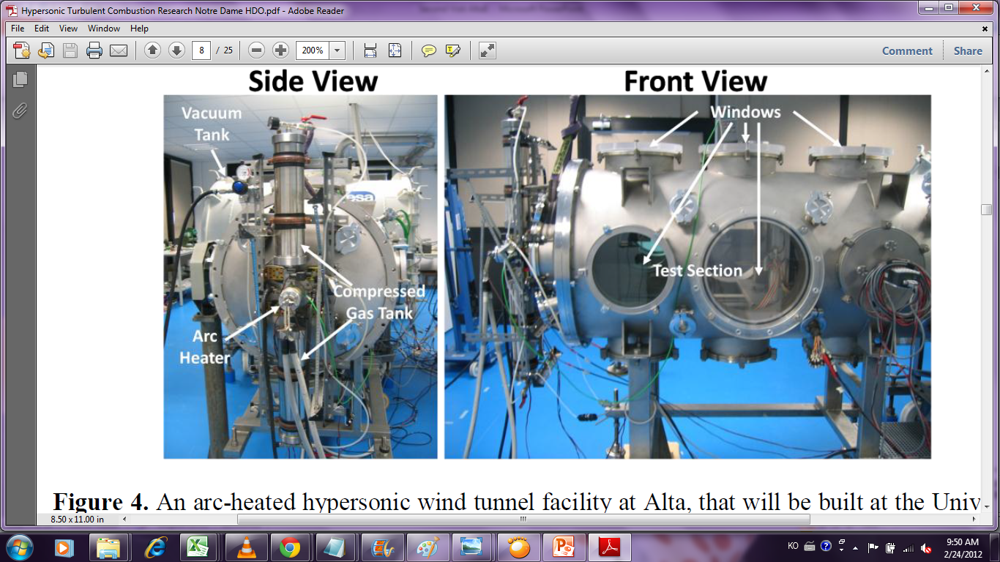 Hypersonic Turbulent Combustion Research Notre Dame HDO.pdf - Adobe Reader
File Edit View Window Help
8 / 25 200% Comment Share
Side View
Front View
Vacuum
Tank
esa
Compressed
Gas Tank
Arc
Heater
Windows
Test Section
Figure 4. An arc-heated hypersonic wind tunnel facility at Alta, that will be built at the Univ
8.50 x 11.00 in
KO
9:50 AM
2/24/2012